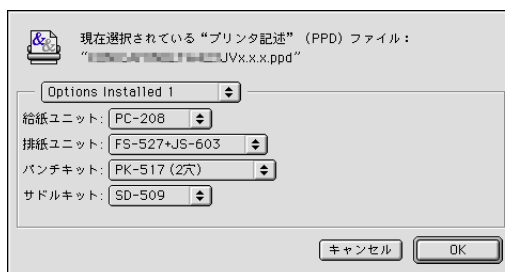 現在選択されている“プリンタ記述” (PPD) ファイル：
JVx.x.x.ppd”
Options Installed 1
給紙ユニット: PC-208
排紙ユニット: FS-527+JS-603
パンチキット: PK-517 (2穴)
サドルキット: SD-509
キャンセル OK